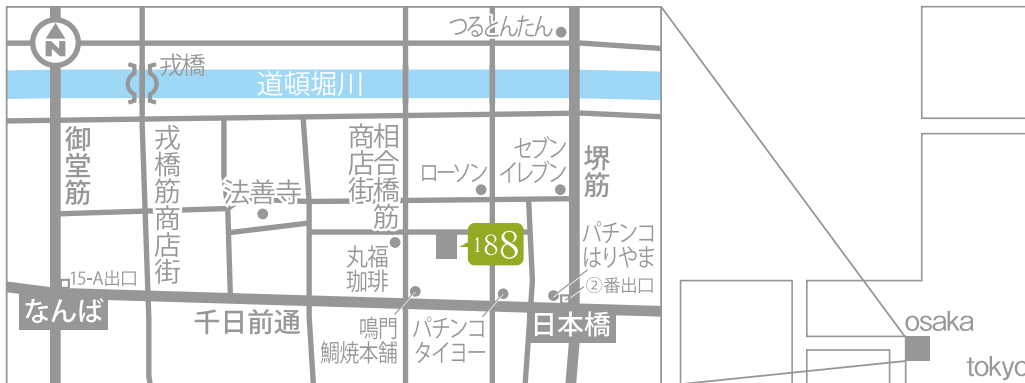 N
つるとんたん
戎橋
道頓堀川
御堂筋
戎橋筋商店街
法善寺
相合橋筋
商店街
ローソン
セブン
イレブン
堺筋
丸福
珈琲
188
パチンコ
はりやま
②番出口
15-A出口
なんば
千日前通
鳴門
鯛焼本舗
パチンコ
タイヨー
日本橋
osaka
tokyo